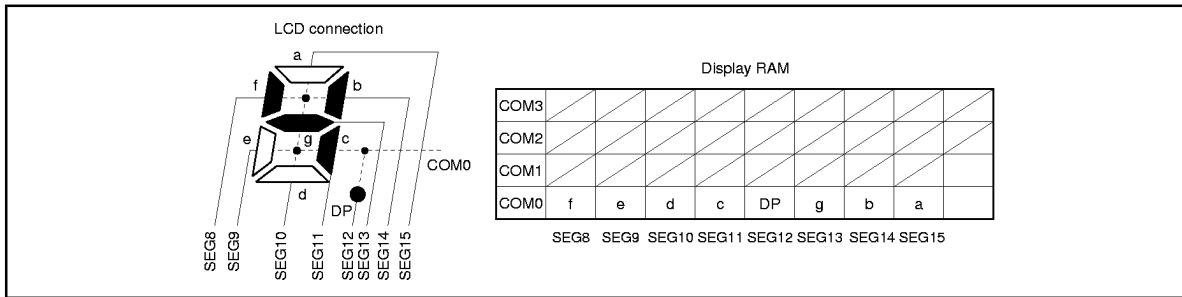 LCD connection
a
f
b
e
g
c
COM0
d
DP
SEG8
SEG9
SEG10
SEG11
SEG12
SEG13
SEG14
SEG15
Display RAM
COM3
COM2
COM1
COM0 f e d c DP g b a
SEG8 SEG9 SEG10 SEG11 SEG12 SEG13 SEG14 SEG15